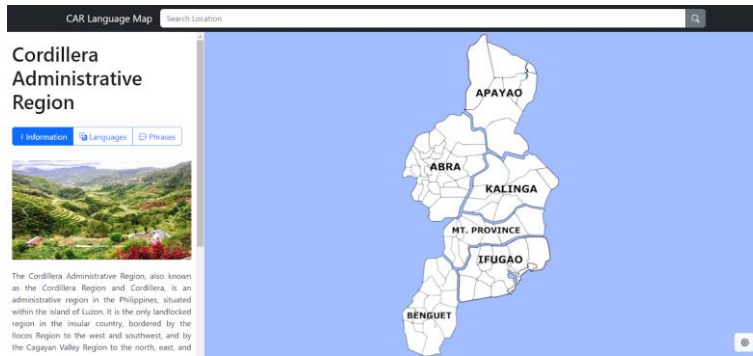 CAR Language Map
Search Location
Cordillera
Administrative
Region
Information
Languages
Phrases
The Cordillera Administrative Region, also known
as the Cordillera Region and Cordillera, is an
administrative region in the Philippines, situated
within the island of Luzon. It is the only landlocked
region in the insular country, bordered by the
Ilocos Region to the west and southwest, and by
the Cagayan Valley Region to the north, east, and
APAYAO
ABRA
KALINGA
MT. PROVINCE
IFUGAO
BENGUET